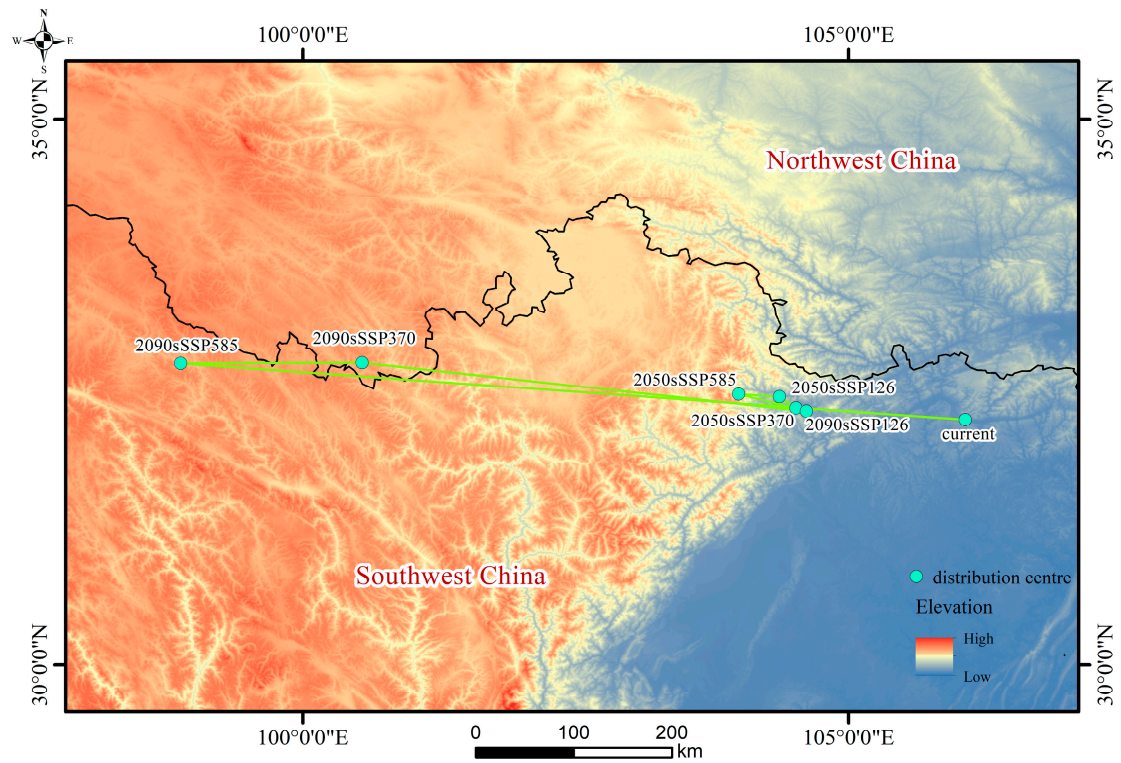 N
W E
S
100°0'0"E 105°0'0"E
35°0'0"N 35°0'0"N
Northwest China
2090sSSP585
2090sSSP370
2050sSSP585
2050sSSP126
2050sSSP370
2090sSSP126
current
Southwest China
distribution centre
Elevation
High
Low
30°0'0"N 30°0'0"N
100°0'0"E 105°0'0"E
0 100 200
km